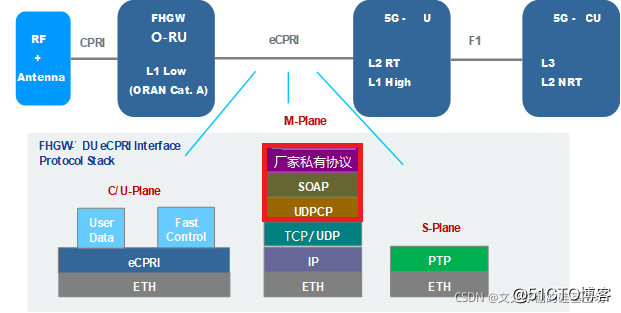 RF
+
Antenna
CPRI
FHGW
O-RU
L1 Low
(ORAN Cat. A)
eCPRI
5G - U
L2 RT
L1 High
F1
5G - CU
L3
L2 NRT
M-Plane
FHGW- DU eCPRI Interface
Protocol Stack
C/ U-Plane
User
Data
Fast
Control
eCPRI
ETH
厂家私有协议
SOAP
UDPCP
TCP/ UDP
IP
ETH
S-Plane
PTP
ETH
@51CTO博客